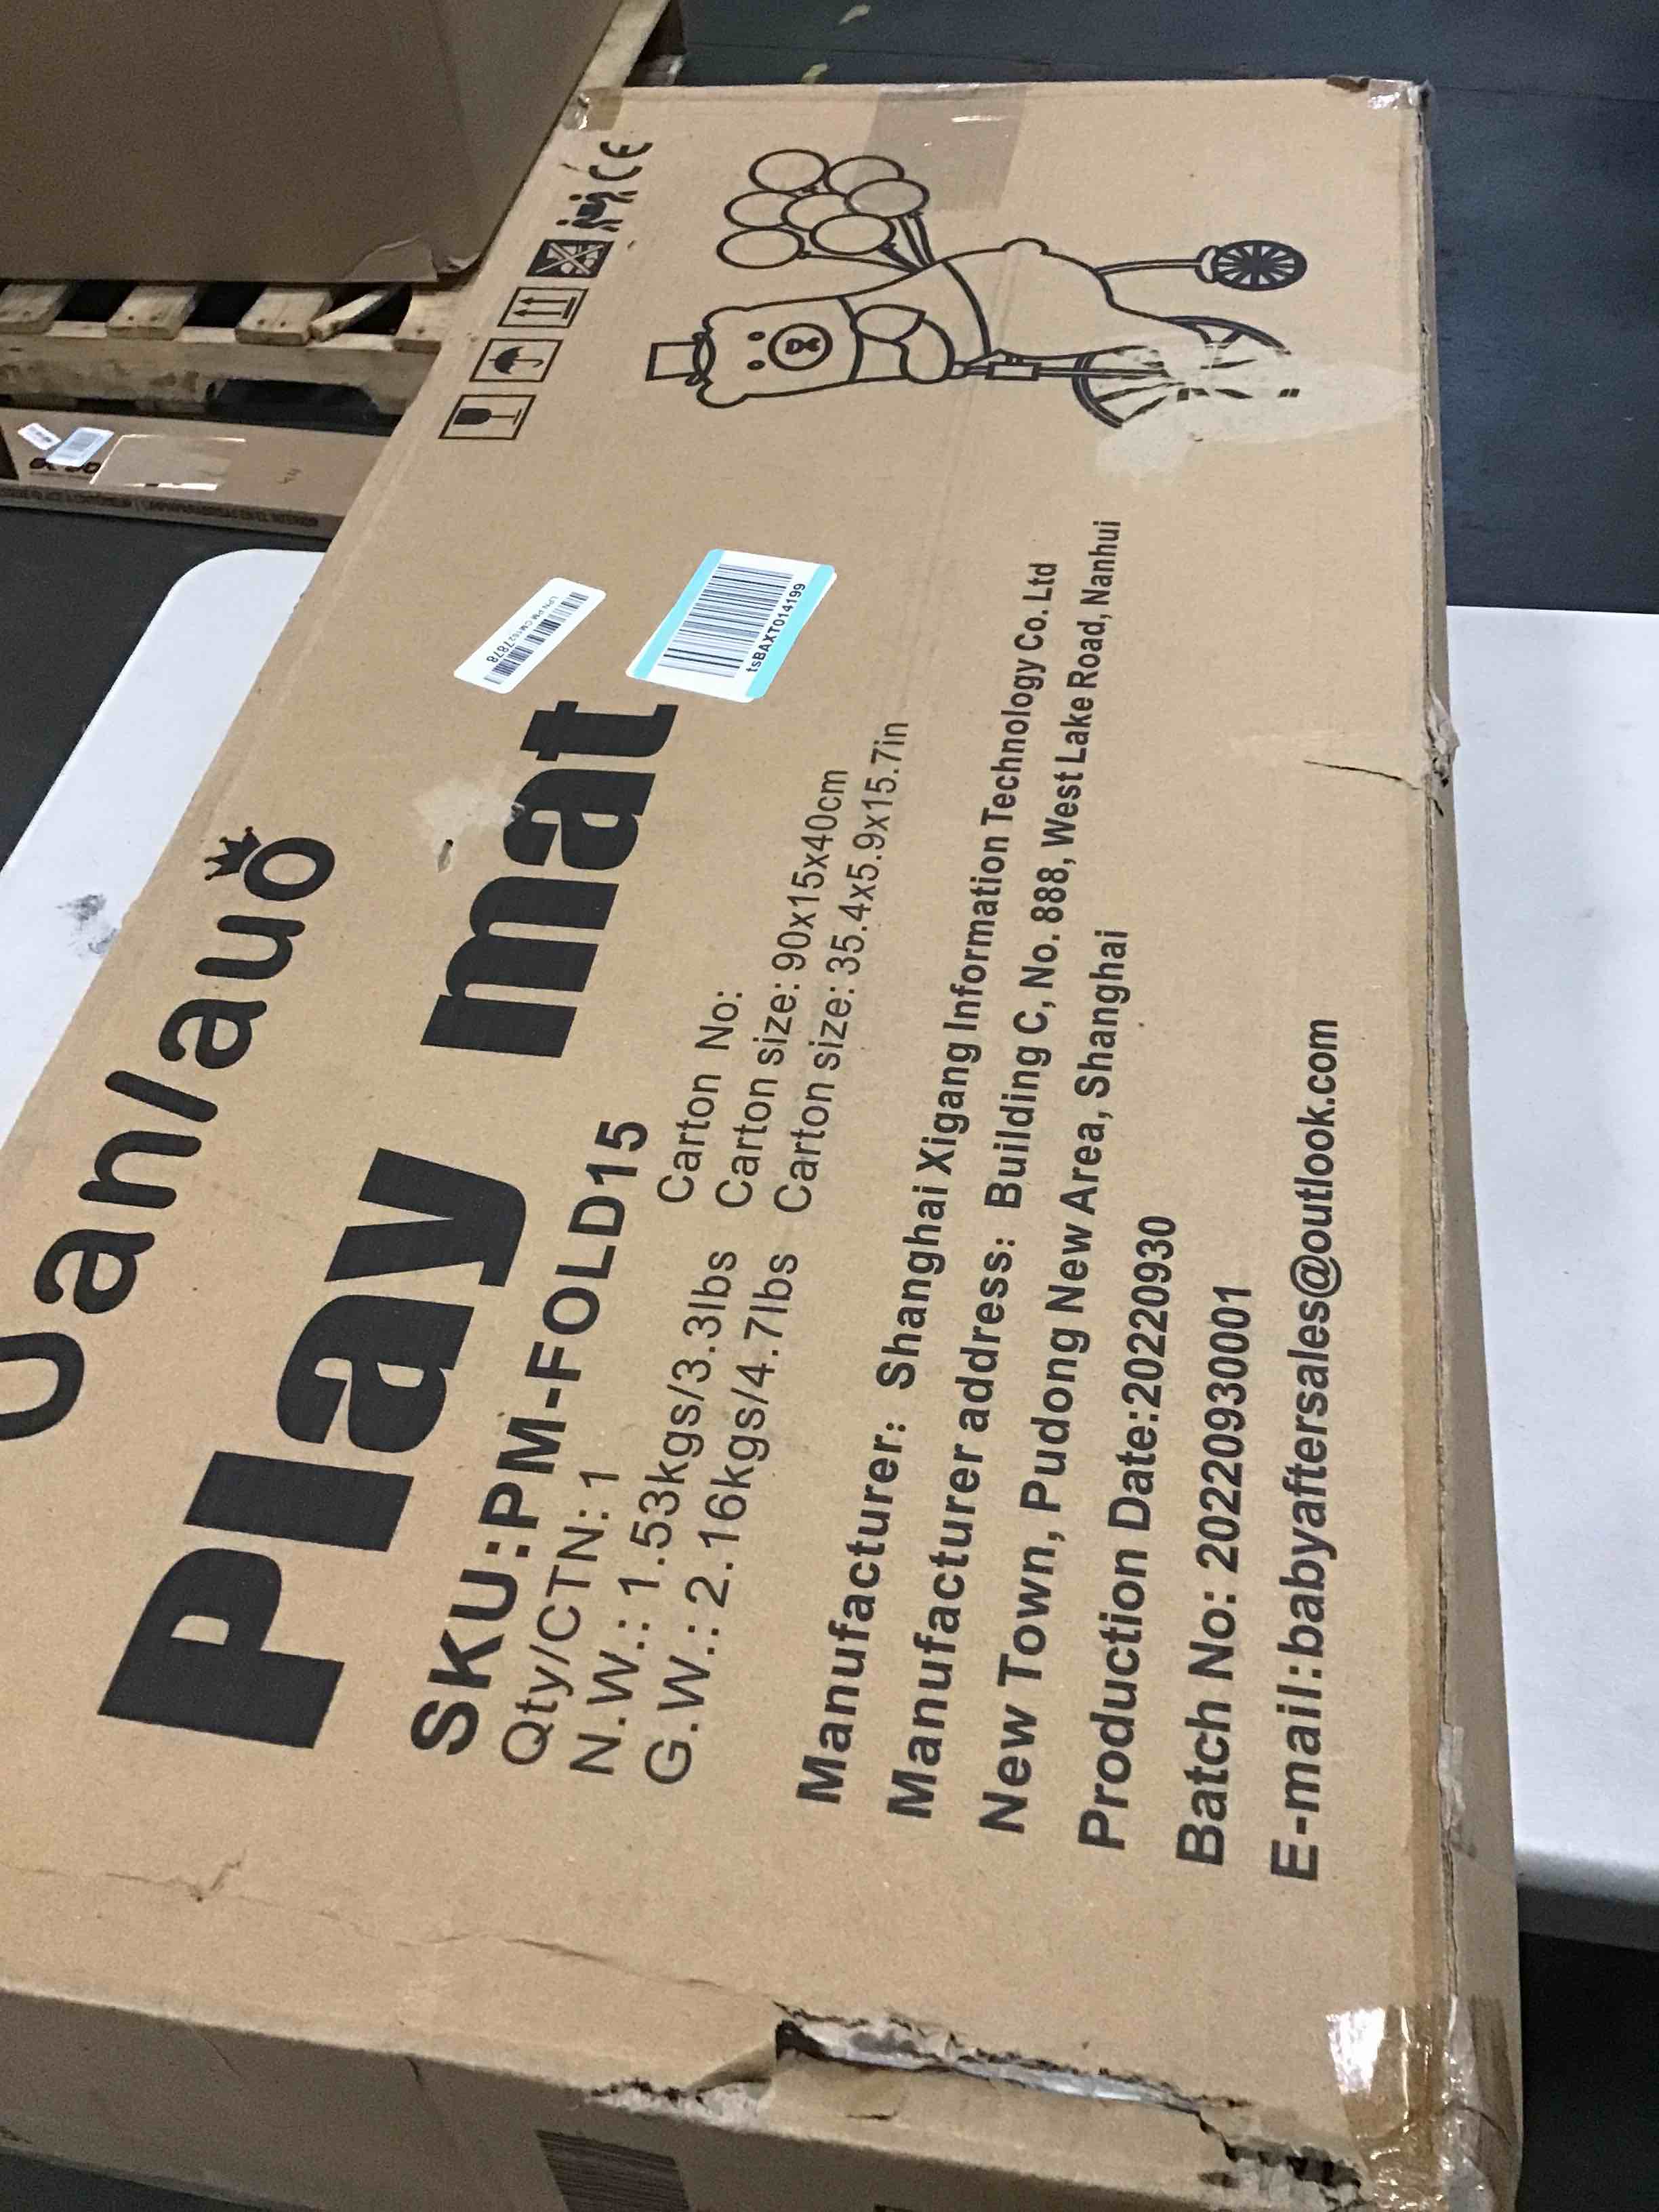 Play mat
SKU:PM-FOLD15
Qty/CTN: 1 Carton No:
N.W.: 1.53kgs/3.3lbs Carton size: 90x15x40cm
G.W.: 2.16kgs/4.7lbs Carton size: 35.4x5.9x15.7in
Manufacturer: Shanghai Xigang Information Technology Co. Ltd
Manufacturer address: Building C, No. 888, West Lake Road, Nanhui
New Town, Pudong New Area, Shanghai
Production Date:20220930
Batch No: 20220930001
E-mail:babyaftersales@outlook.com
tsBAXT014199
CE